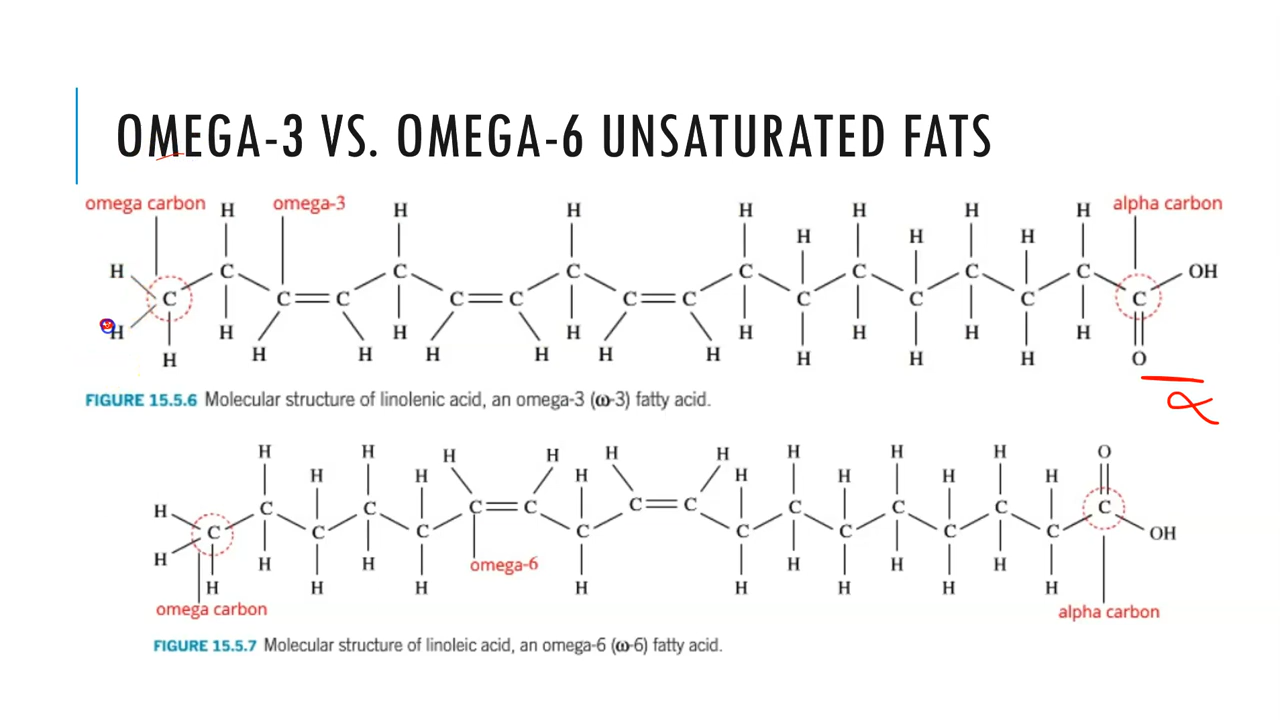 OMEGA-3 VS. OMEGA-6 UNSATURATED FATS
omega carbon H omega-3 H H H H H H alpha carbon
H H H
H C C C C C C C OH
C C C C C C C C C C C
H H H H H H H H H
H H H H H H H H H H O
α
FIGURE 15.5.6 Molecular structure of linolenic acid, an omega-3 (ω-3) fatty acid.
H H H H H H H H H O
H H H H H H H
H C C C C C C C C C C C
C C C C C C C C OH
H H H H H H omega-6 H H H
H H H H H H H H
omega carbon alpha carbon
FIGURE 15.5.7 Molecular structure of linoleic acid, an omega-6 (ω-6) fatty acid.